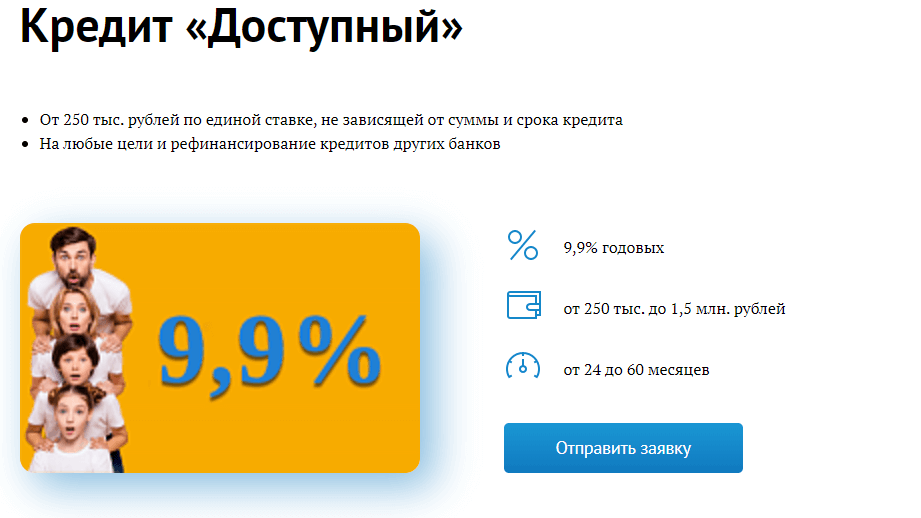 Кредит «Доступный»
От 250 тыс. рублей по единой ставке, не зависящей от суммы и срока кредита
На любые цели и рефинансирование кредитов других банков
9,9%
9,9% годовых
от 250 тыс. до 1,5 млн. рублей
от 24 до 60 месяцев
Отправить заявку